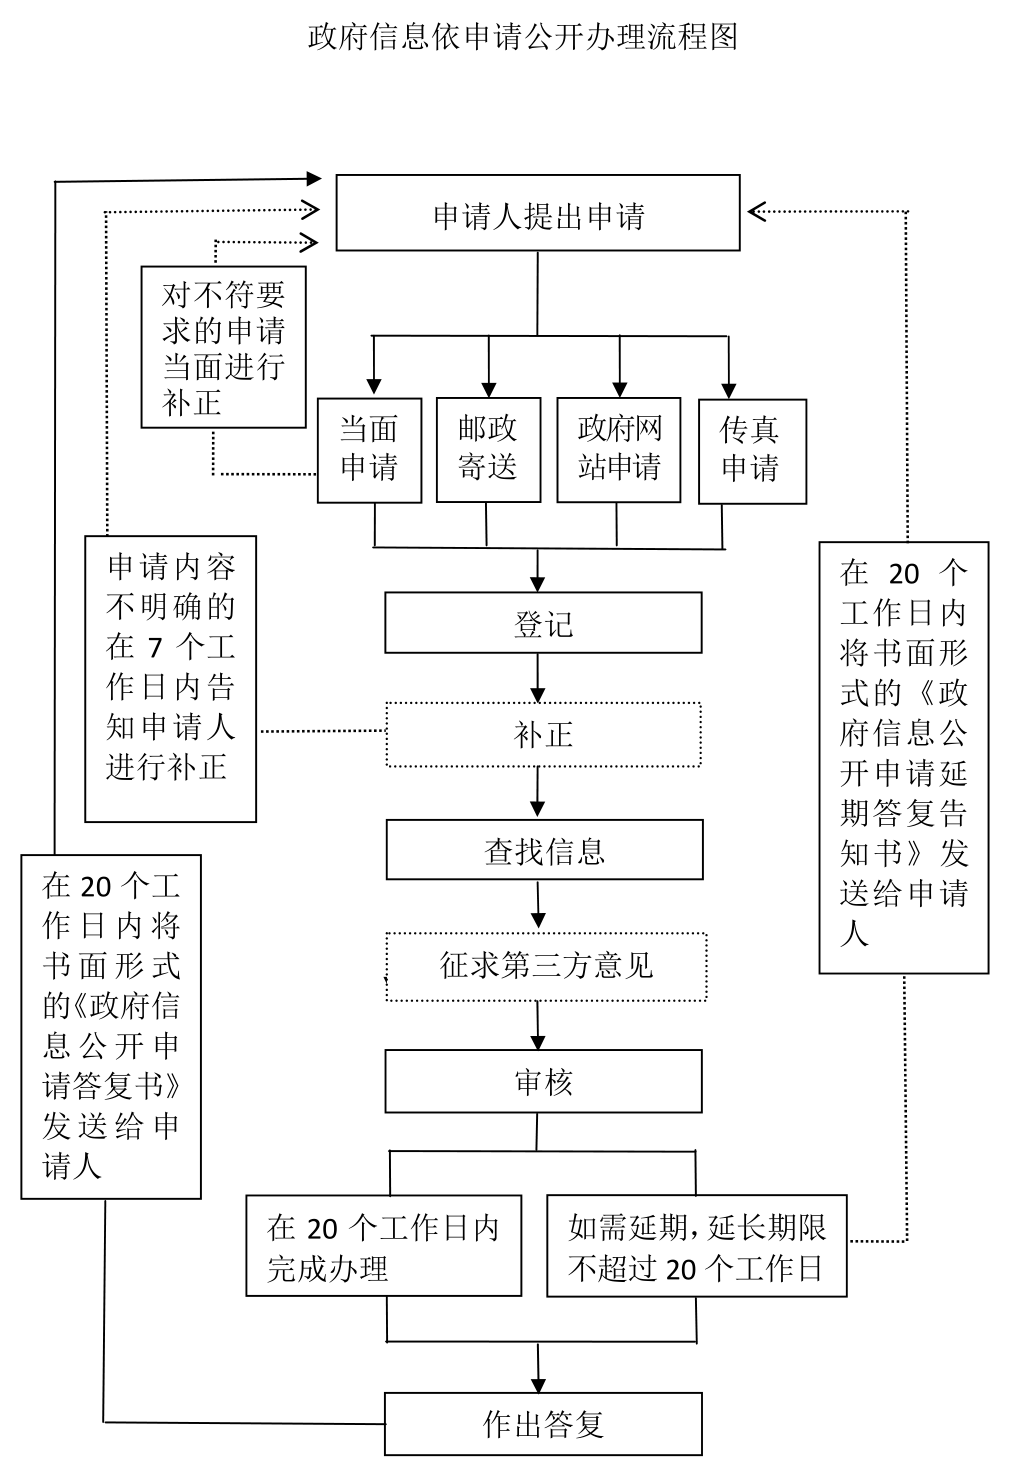 政府信息依申请公开办理流程图
申请人提出申请
对不符要
求的申请
当面进行
补正
当面
申请
邮政
寄送
政府网
站申请
传真
申请
申请内容
不明确的
在 7 个工
作日内告
知申请人
进行补正
登记
补正
查找信息
征求第三方意见
审核
在 20 个
工作日内
将书面形
式的《政
府信息公
开申请延
期答复告
知书》发
送给申请
人
在 20 个工
作日内将
书面形式
的《政府信
息公开申
请答复书》
发送给申
请人
在 20 个工作日内
完成办理
如需延期，延长期限
不超过 20 个工作日
作出答复